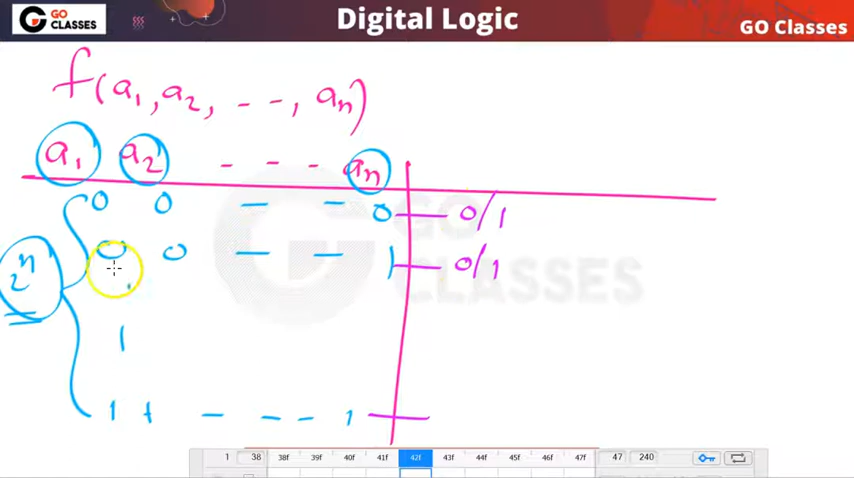 GO CLASSES
Digital Logic
GO Classes
f(a1, a2, - - -, an)
a1 a2 - - - an
0 0 - - 0 0/1
0 0 - - 1 0/1
2^n
1
1 1 - - - 1
GO CLASSES
1 38 38f 39f 40f 41f 42f 43f 44f 45f 46f 47f 47 240